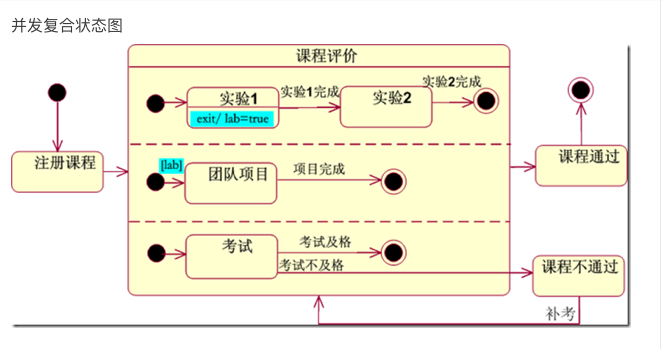 并发复合状态图
课程评价
实验1
exit/ lab=true
实验1完成
实验2
实验2完成
注册课程
[lab]
团队项目
项目完成
课程通过
考试
考试及格
考试不及格
课程不通过
补考